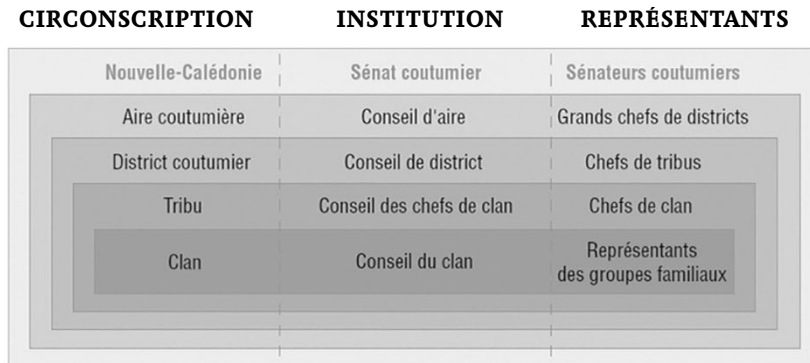 CIRCONSCRIPTION INSTITUTION REPRÉSENTANTS
Nouvelle-Calédonie Sénat coutumier Sénateurs coutumiers
Aire coutumière Conseil d'aire Grands chefs de districts
District coutumier Conseil de district Chefs de tribus
Tribu Conseil des chefs de clan Chefs de clan
Clan Conseil du clan Représentants
des groupes familiaux